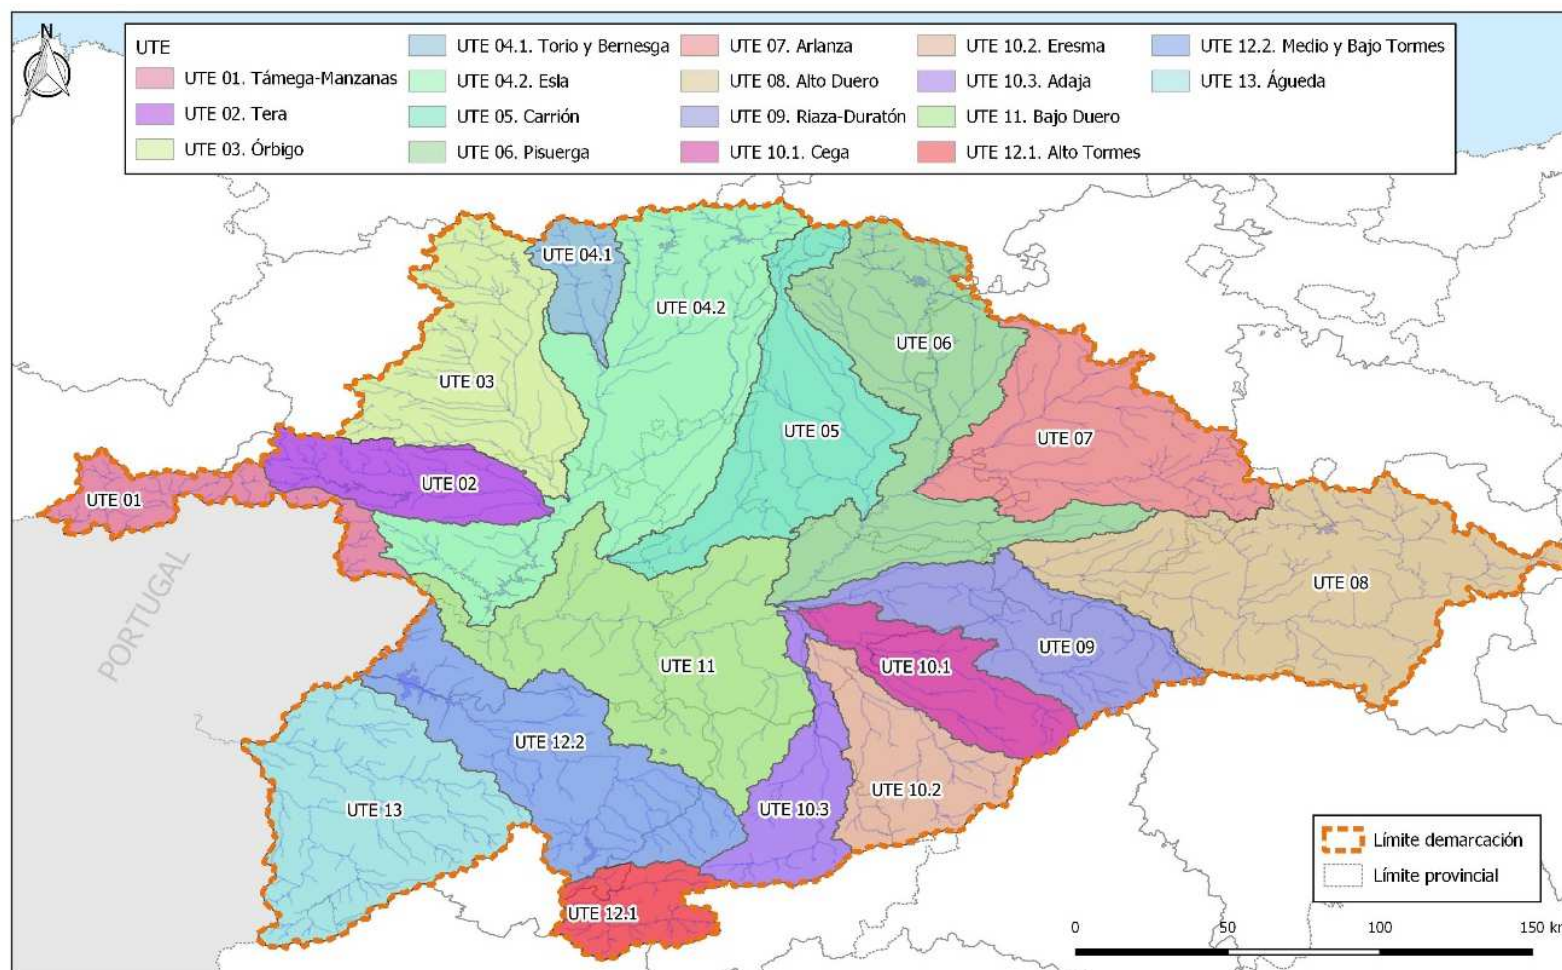 N
UTE
UTE 01. Támega-Manzanas
UTE 02. Tera
UTE 03. Órbigo
UTE 04.1. Torio y Bernesga
UTE 04.2. Esla
UTE 05. Carrión
UTE 06. Pisuerga
UTE 07. Arlanza
UTE 08. Alto Duero
UTE 09. Riaza-Duratón
UTE 10.1. Cega
UTE 10.2. Eresma
UTE 10.3. Adaja
UTE 11. Bajo Duero
UTE 12.1. Alto Tormes
UTE 12.2. Medio y Bajo Tormes
UTE 13. Águeda
UTE 04.1
UTE 04.2
UTE 06
UTE 03
UTE 05
UTE 07
UTE 02
UTE 01
UTE 08
PORTUGAL
UTE 09
UTE 11
UTE 10.1
UTE 12.2
UTE 10.2
UTE 13
UTE 10.3
UTE 12.1
Límite demarcación
Límite provincial
0 50 100 150 km